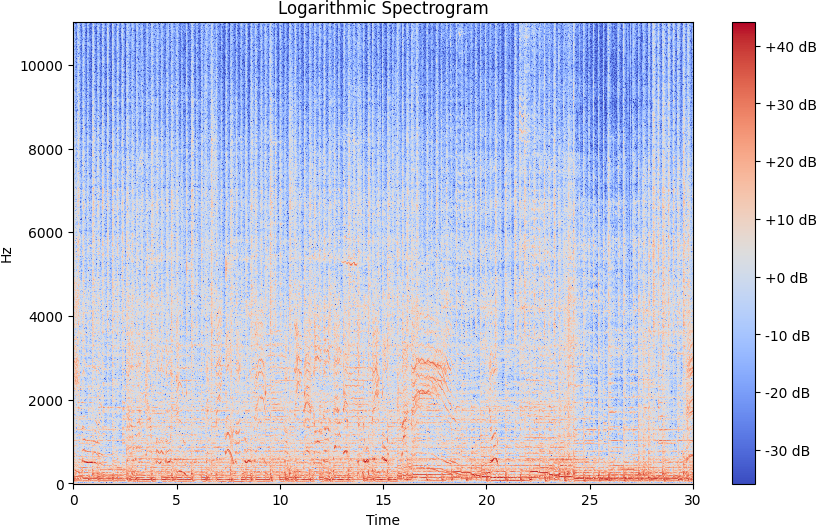 Logarithmic Spectrogram
Hz
10000
8000
6000
4000
2000
0
0 5 10 15 20 25 30
Time
+40 dB
+30 dB
+20 dB
+10 dB
+0 dB
-10 dB
-20 dB
-30 dB